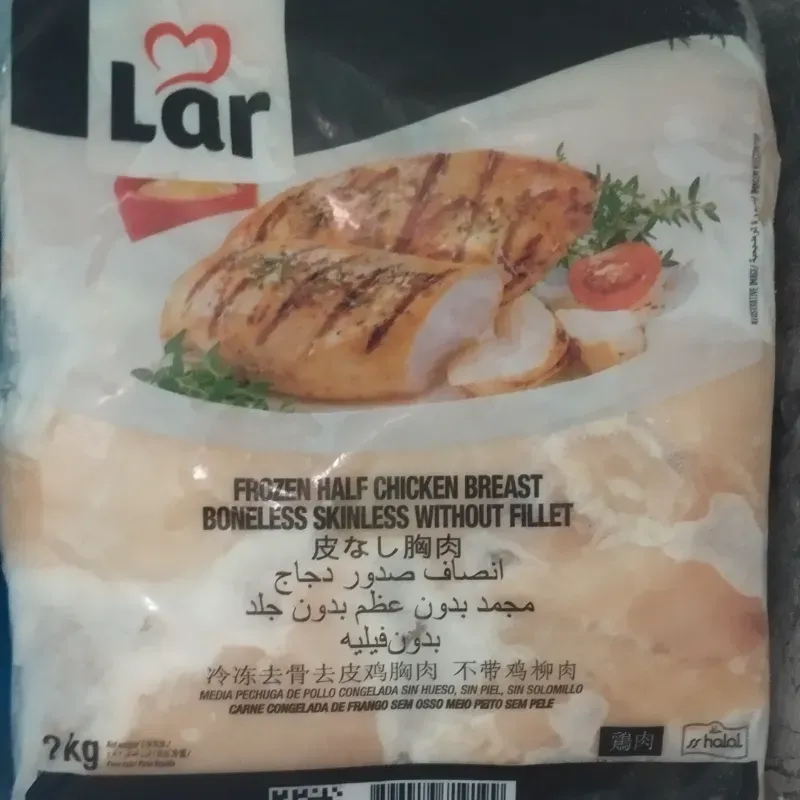 Lar
ILLUSTRATIVE IMAGE/
FROZEN HALF CHICKEN BREAST
BONELESS SKINLESS WITHOUT FILLET
皮なし胸肉
انصاف صدور دجاج
مجمد بدون عظم بدون جلد
بدون فيليه
冷冻去骨去皮鸡胸肉 不带鸡柳肉
MEDIA PECHUGA DE POLLO CONGELADA SIN HUESO, SIN PIEL, SIN SOLOMILLO
CARNE CONGELADA DE FRANGO SEM OSSO MEIO PEITO SEM PELE
2kg
鶏肉
halal